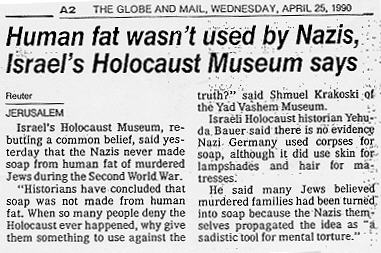 A2 THE GLOBE AND MAIL, WEDNESDAY, APRIL 25, 1990
Human fat wasn't used by Nazis,
Israel's Holocaust Museum says
Reuter
JERUSALEM
Israel's Holocaust Museum, re-
butting a common belief, said yes-
terday that the Nazis never made
soap from human fat of murdered
Jews during the Second World War.
"Historians have concluded that
soap was not made from human
fat. When so many people deny the
Holocaust ever happened, why give
them something to use against the
truth?" said Shmuel Krakoski of
the Yad Vashem Museum.
Israeli Holocaust historian Yehu-
da Bauer said there is no evidence
Nazi Germany used corpses for
soap, although it did use skin for
lampshades and hair for mat-
tresses.
He said many Jews believed
murdered families had been turned
into soap because the Nazis them-
selves propagated the idea as "a
sadistic tool for mental torture."